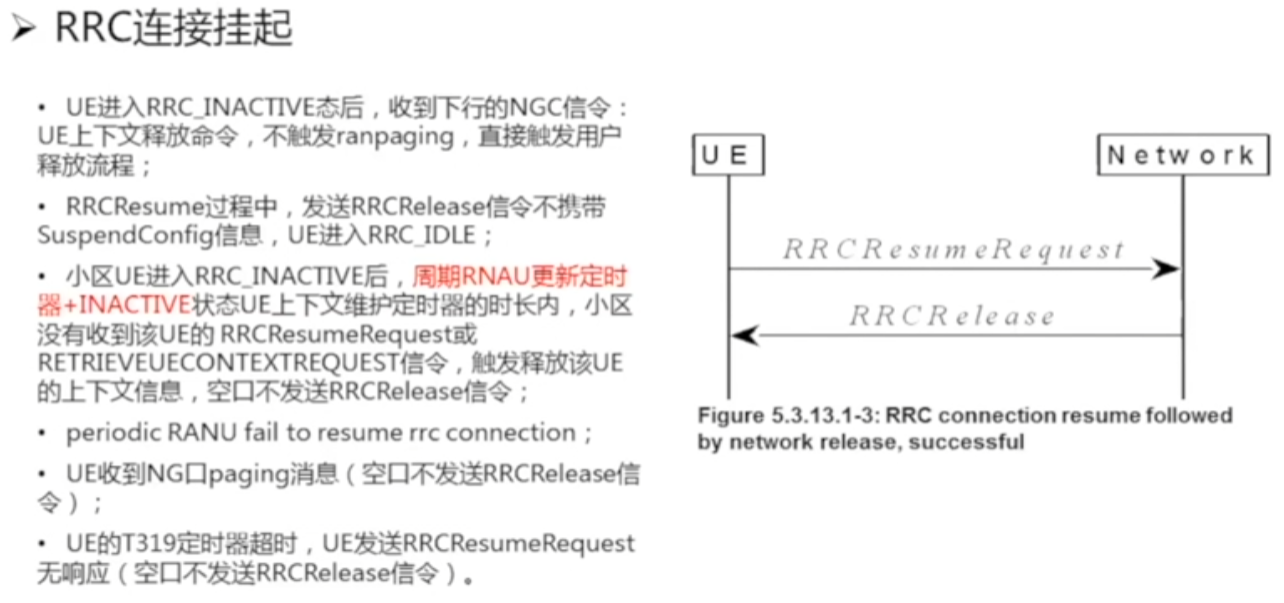 ➢ RRC连接挂起
• UE进入RRC_INACTIVE态后，收到下行的NGC信令：
UE上下文释放命令，不触发ranpaging，直接触发用户
释放流程；
• RRCResume过程中，发送RRCRelease信令不携带
SuspendConfig信息，UE进入RRC_IDLE；
• 小区UE进入RRC_INACTIVE后，周期RNAU更新定时
器+INACTIVE状态UE上下文维护定时器的时长内，小区
没有收到该UE的 RRCResumeRequest或
RETRIEVEUECONTEXTREQUEST信令，触发释放该UE
的上下文信息，空口不发送RRCRelease信令；
• periodic RANU fail to resume rrc connection；
• UE收到NG口paging消息（空口不发送RRCRelease信
令）；
• UE的T319定时器超时，UE发送RRCResumeRequest
无响应（空口不发送RRCRelease信令）。
UE
Network
RRCResumeRequest
RRCRelease
Figure 5.3.13.1-3: RRC connection resume followed
by network release, successful